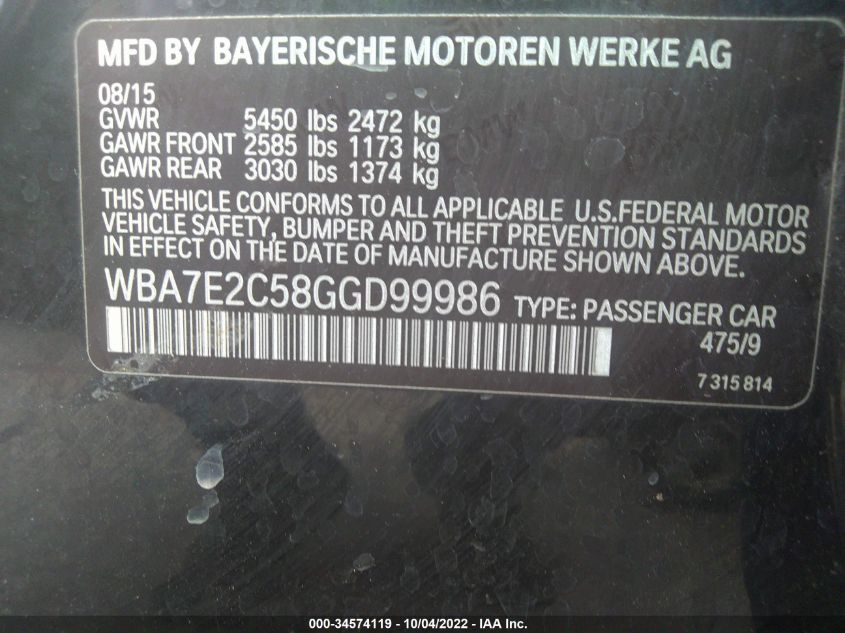 MFD BY BAYERISCHE MOTOREN WERKE AG
08/15
GVWR 5450 lbs 2472 kg
GAWR FRONT 2585 lbs 1173 kg
GAWR REAR 3030 lbs 1374 kg
THIS VEHICLE CONFORMS TO ALL APPLICABLE U.S.FEDERAL MOTOR
VEHICLE SAFETY, BUMPER AND THEFT PREVENTION STANDARDS
IN EFFECT ON THE DATE OF MANUFACTURE SHOWN ABOVE.
WBA7E2C58GGD99986 TYPE: PASSENGER CAR
475/9
7 315 814
000-34574119 - 10/04/2022 - IAA Inc.